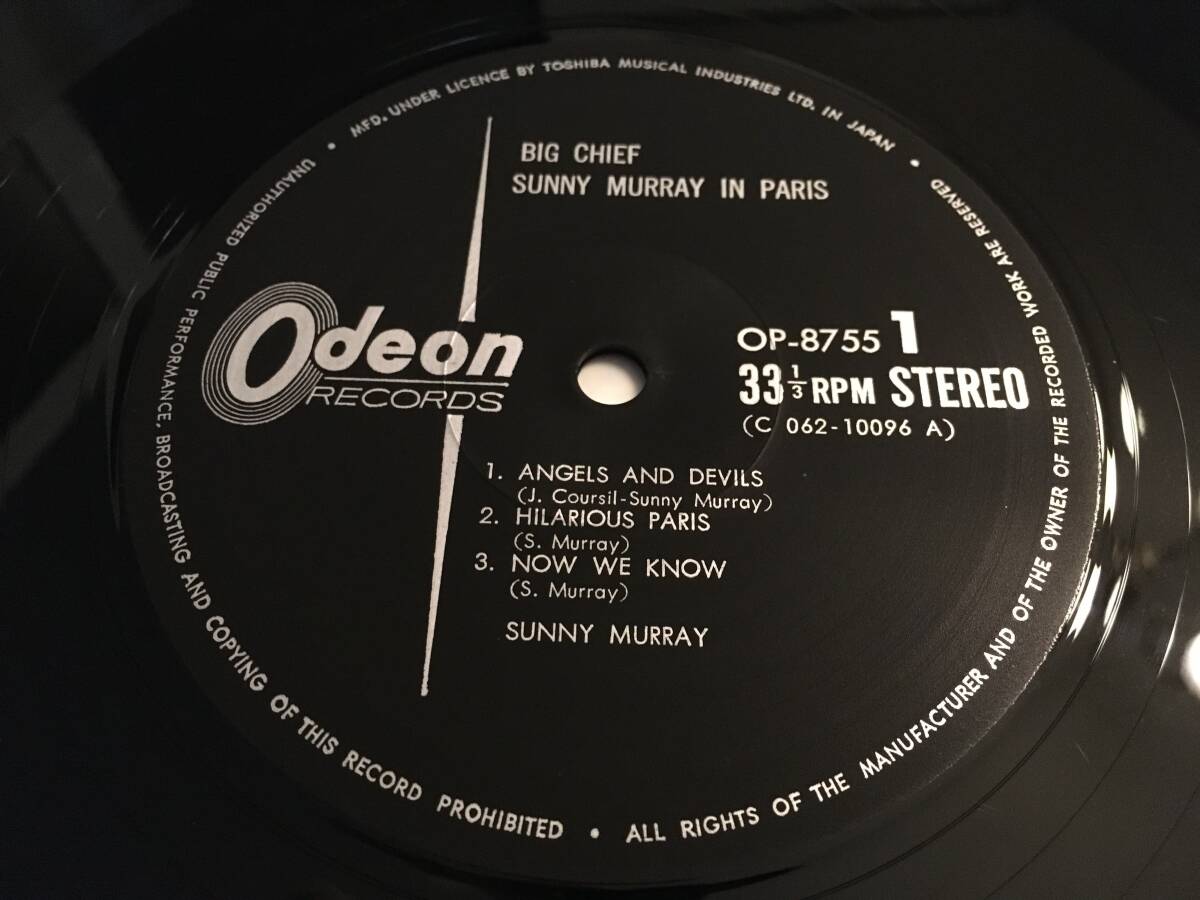 MFD. UNDER LICENCE BY TOSHIBA MUSICAL INDUSTRIES LTD. IN JAPAN •
BIG CHIEF
SUNNY MURRAY IN PARIS
Odeon
RECORDS
OP-8755 1
33 1/3 RPM STEREO
(C 062-10096 A)
1. ANGELS AND DEVILS
(J. Coursil-Sunny Murray)
2. HILARIOUS PARIS
(S. Murray)
3. NOW WE KNOW
(S. Murray)
SUNNY MURRAY
ALL RIGHTS OF THE MANUFACTURER AND OF THE OWNER OF THE RECORDED WORK ARE RESERVED •
UNAUTHORIZED PUBLIC PERFORMANCE, BROADCASTING AND COPYING OF THIS RECORD PROHIBITED •